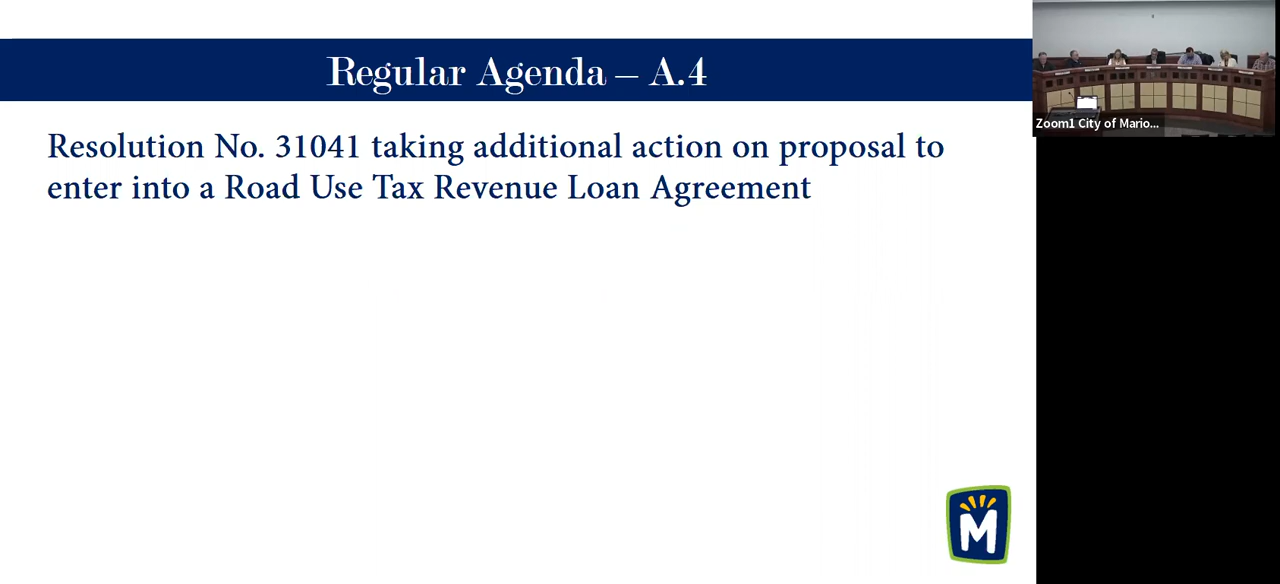 Regular Agenda – A.4
Resolution No. 31041 taking additional action on proposal to
enter into a Road Use Tax Revenue Loan Agreement
Zoom1 City of Mario...
M